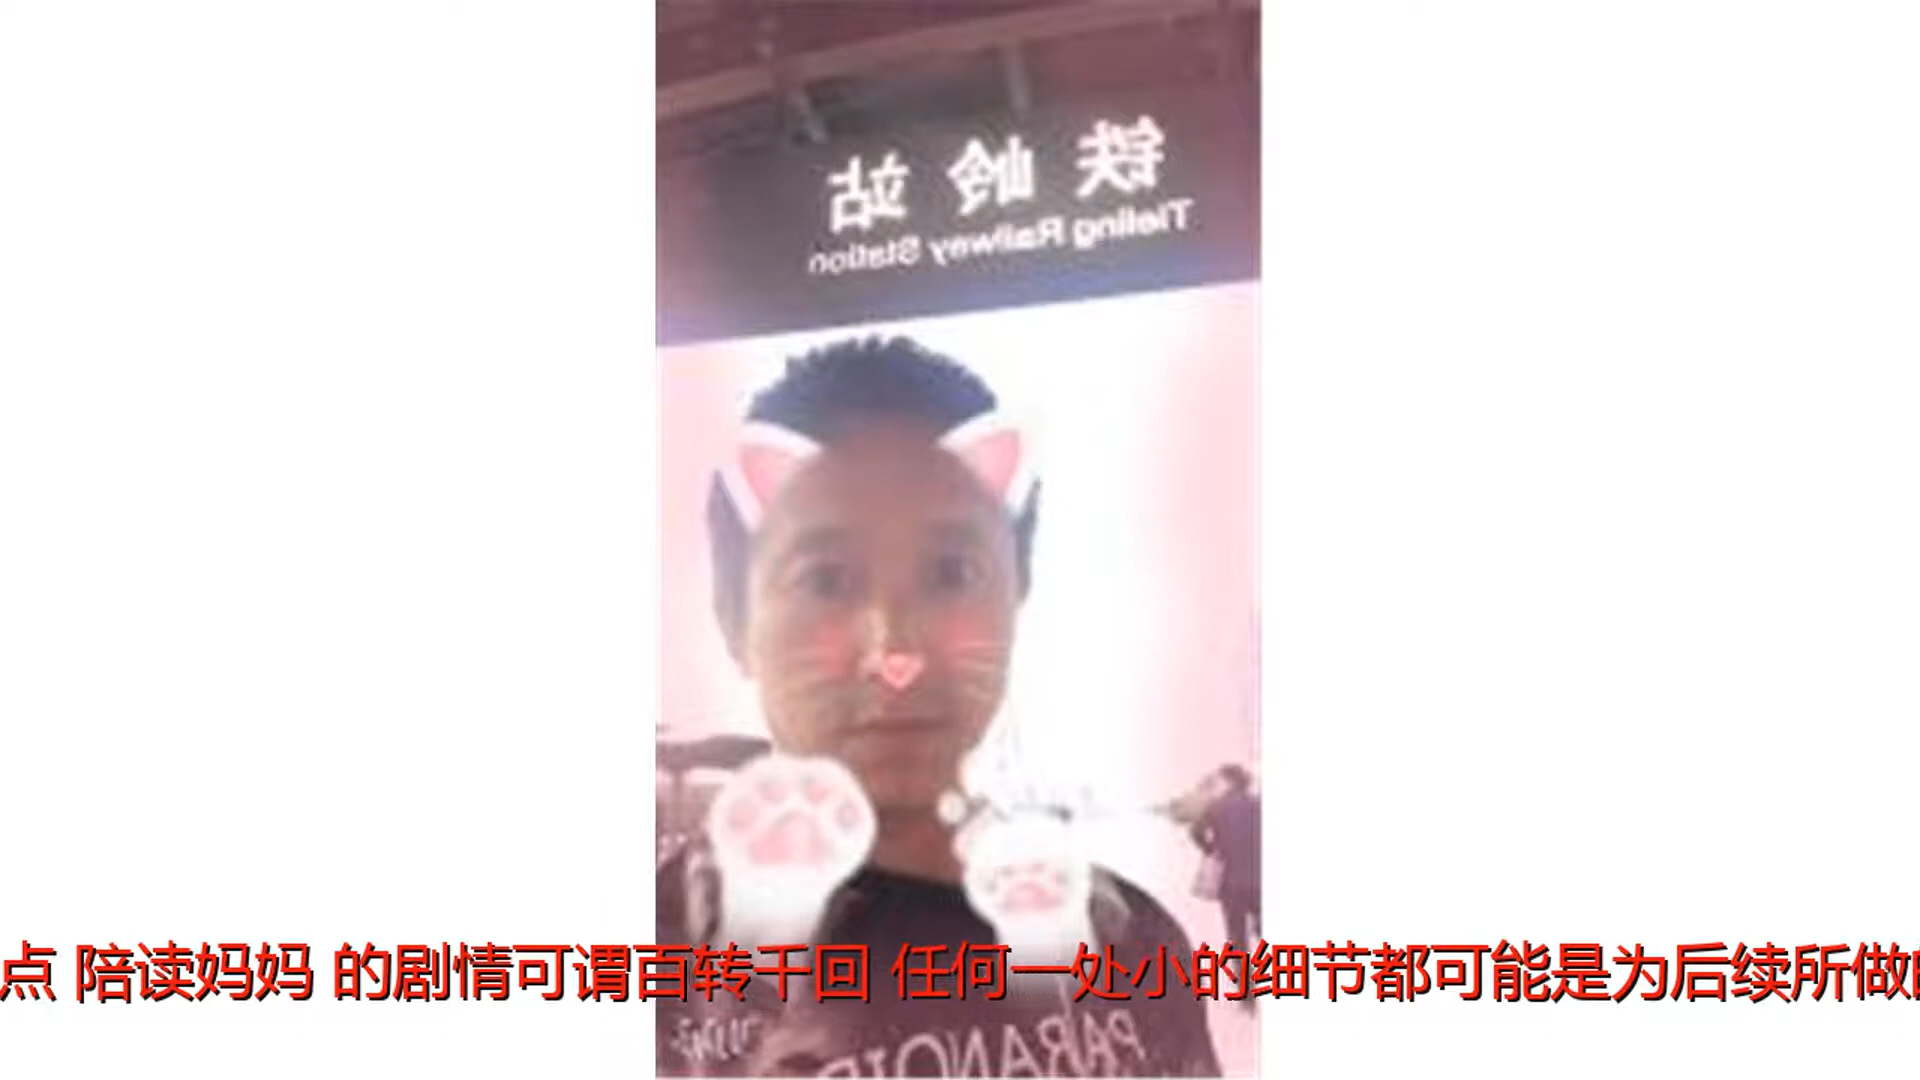 铁岭站
Tieling Railway Station
点 陪读妈妈 的剧情可谓百转千回 任何一处小的细节都可能是为后续所做
PARANOID